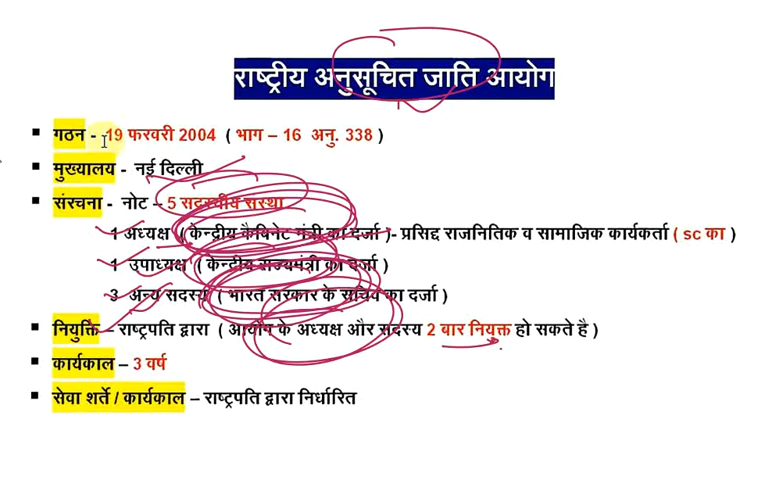 राष्ट्रीय अनुसूचित जाति आयोग
▪ गठन - 19 फरवरी 2004 ( भाग – 16 अनु. 338 )
▪ मुख्यालय - नई दिल्ली
▪ संरचना - नोट – 5 सदस्यीय संस्था
1 अध्यक्ष ( केन्द्रीय कैबिनेट मंत्री का दर्जा )- प्रसिद्द राजनितिक व सामाजिक कार्यकर्ता ( sc का )
1 उपाध्यक्ष ( केन्द्रीय राज्यमंत्री का दर्जा )
3 अन्य सदस्य ( भारत सरकार के सचिव का दर्जा )
▪ नियुक्ति – राष्ट्रपति द्वारा ( आयोग के अध्यक्ष और सदस्य 2 बार नियुक्त हो सकते है )
▪ कार्यकाल – 3 वर्ष
▪ सेवा शर्ते / कार्यकाल – राष्ट्रपति द्वारा निर्धारित